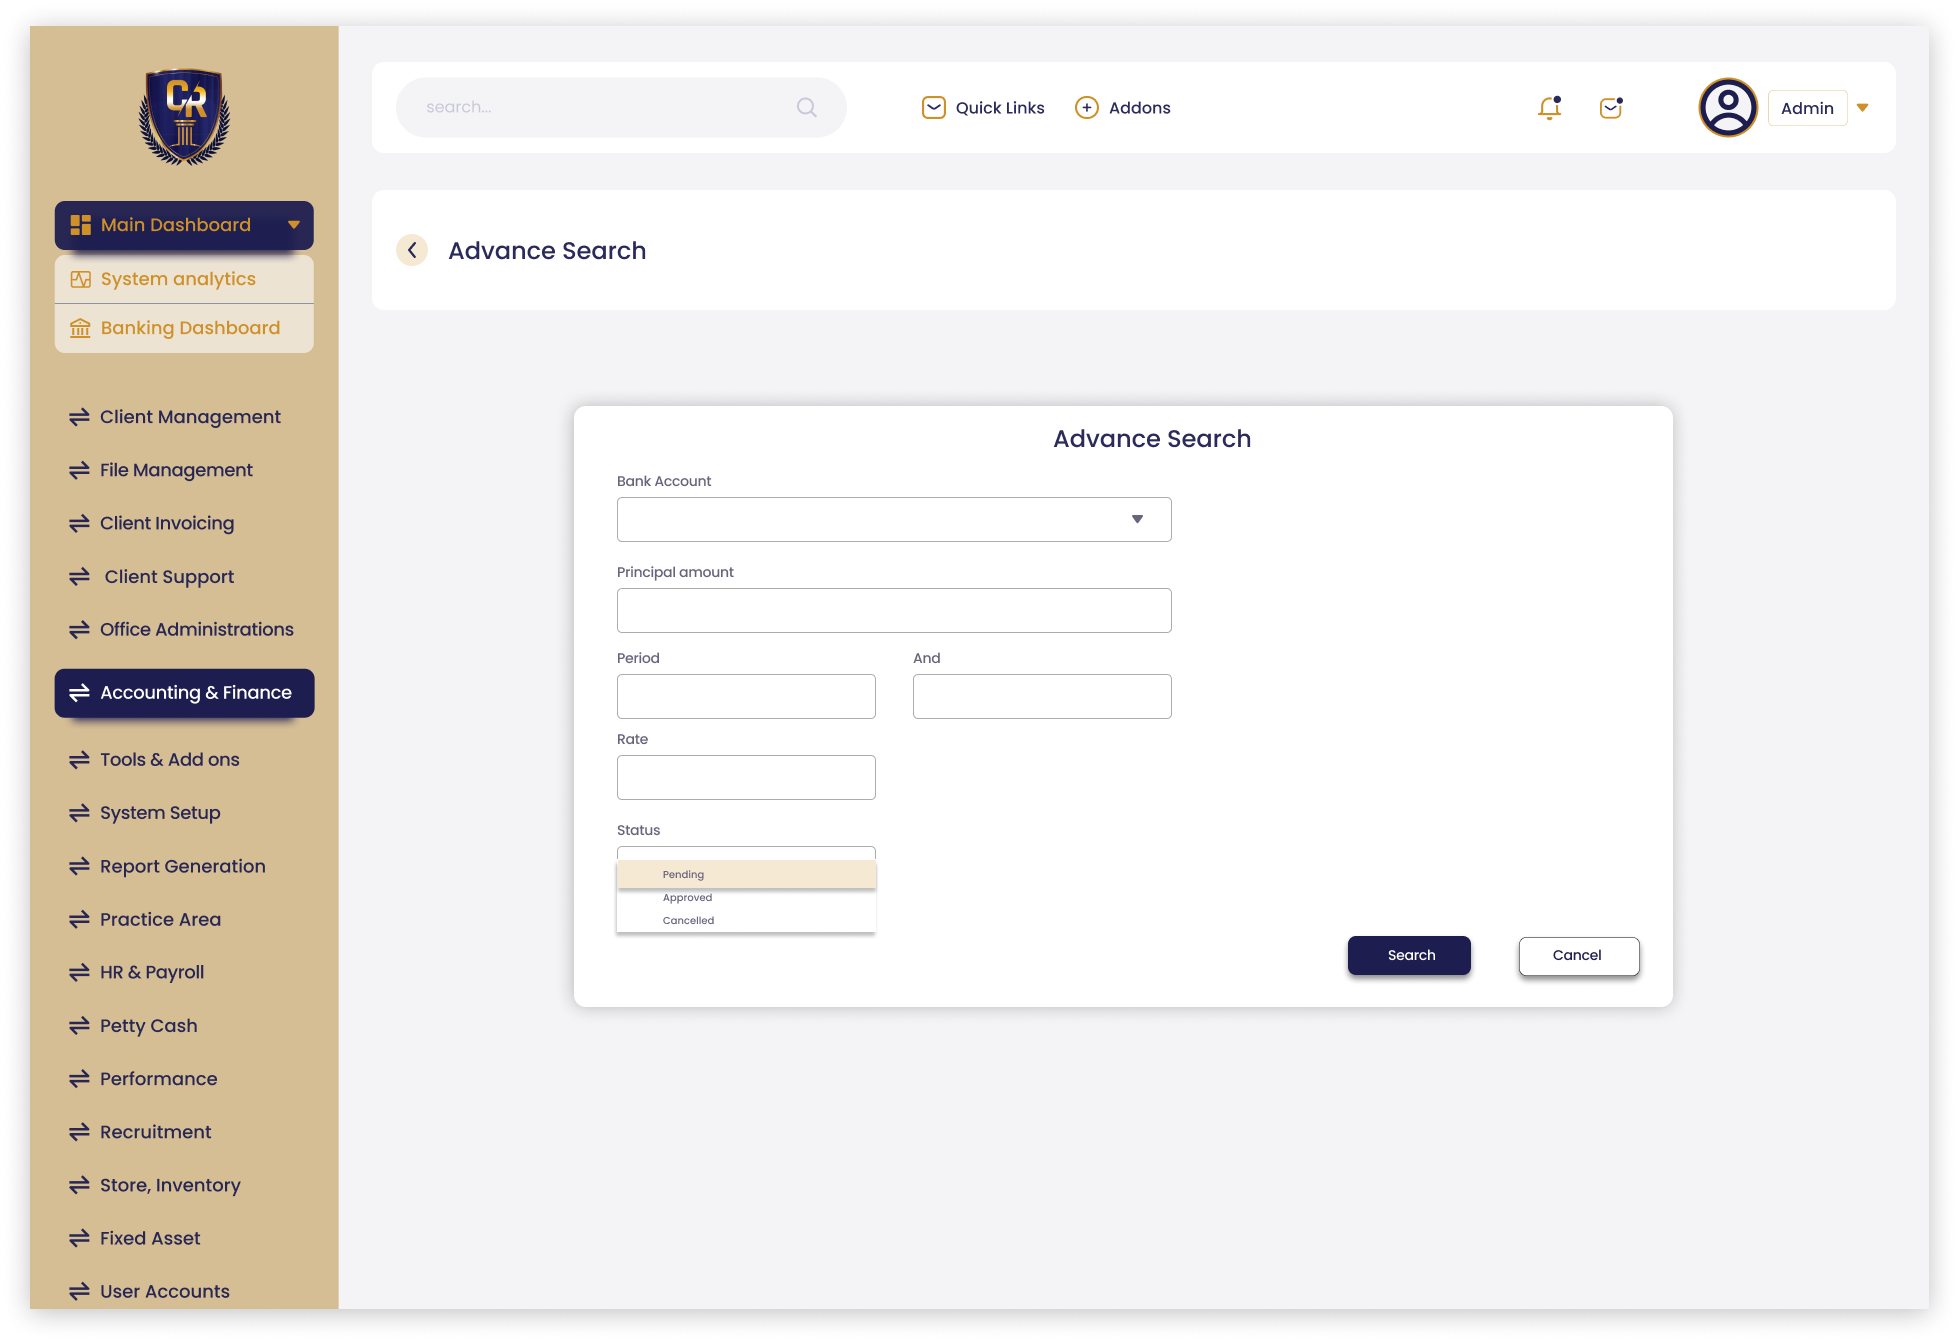 CR
search...
Quick Links
Addons
Admin
Main Dashboard
System analytics
Banking Dashboard
Client Management
File Management
Client Invoicing
Client Support
Office Administrations
Accounting & Finance
Tools & Add ons
System Setup
Report Generation
Practice Area
HR & Payroll
Petty Cash
Performance
Recruitment
Store, Inventory
Fixed Asset
User Accounts
Advance Search
Advance Search
Bank Account
Principal amount
Period
And
Rate
Status
Pending
Approved
Cancelled
Search
Cancel